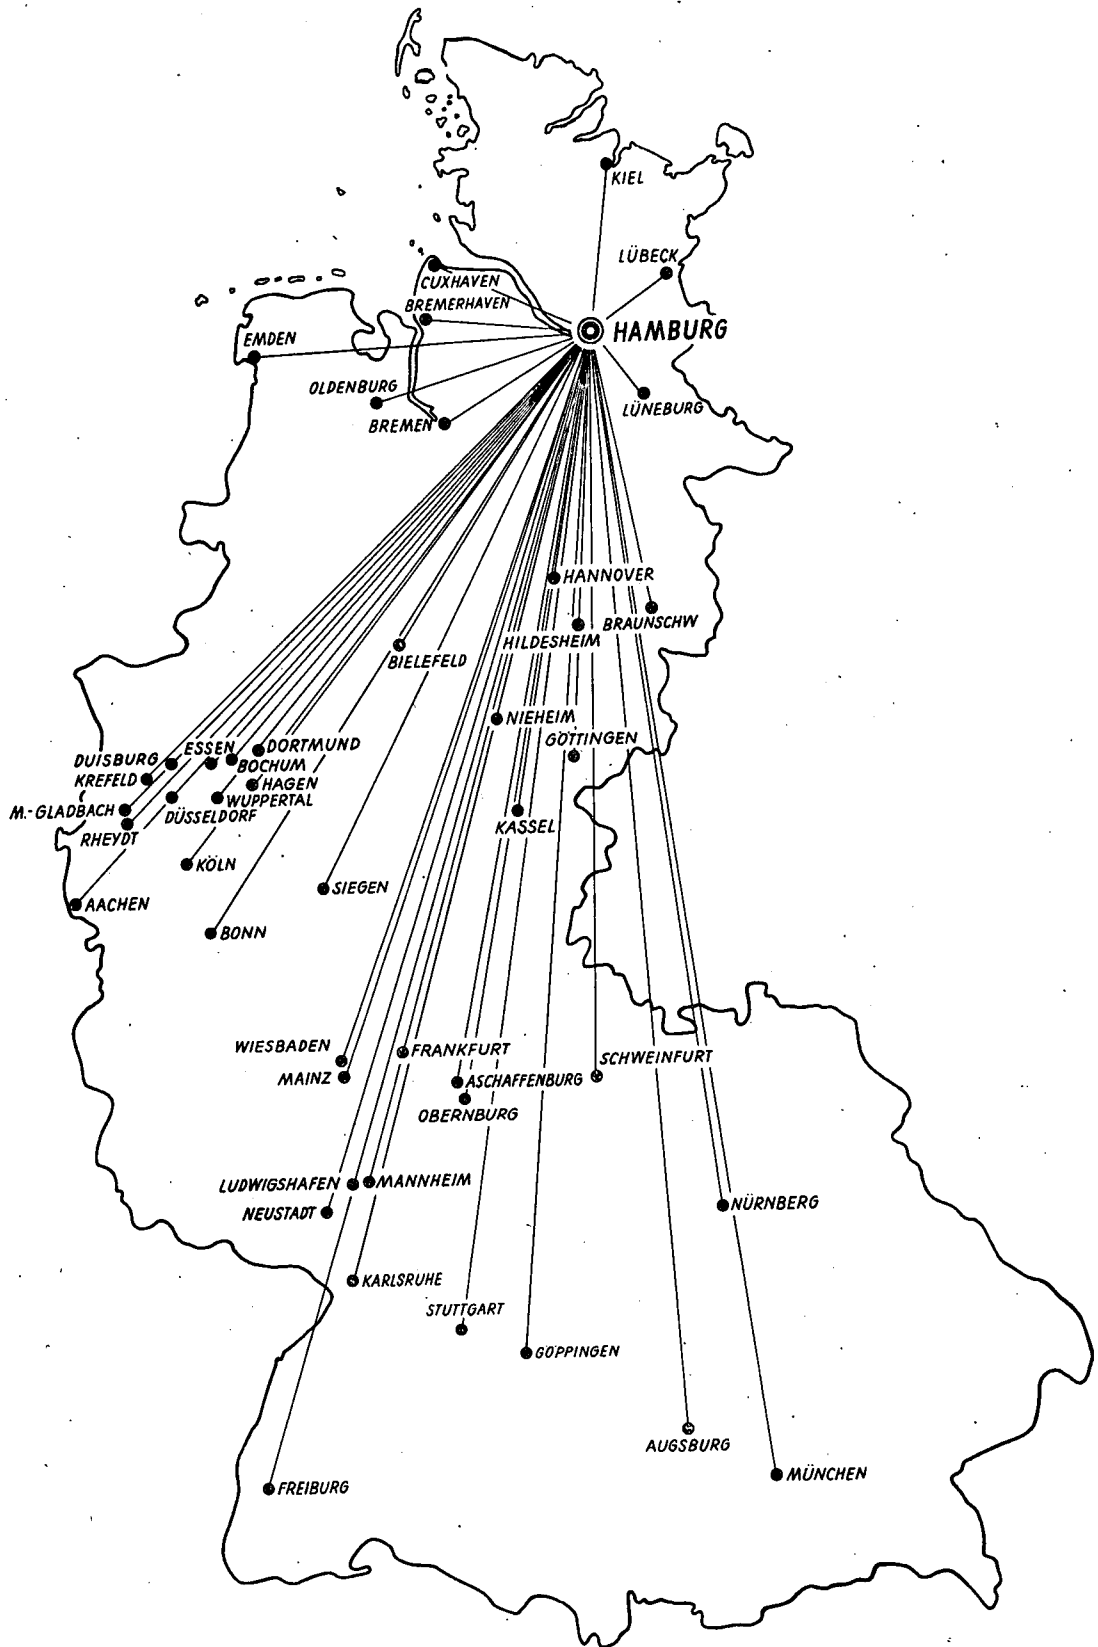 KIEL
LÜBECK
CUXHAVEN
BREMERHAVEN
HAMBURG
EMDEN
OLDENBURG
LÜNEBURG
BREMEN
HANNOVER
BRAUNSCHW
HILDESHEIM
BIELEFELD
NIEHEIM
GÖTTINGEN
DUISBURG
ESSEN
DORTMUND
BOCHUM
KREFELD
HAGEN
WUPPERTAL
M.-GLADBACH
DÜSSELDORF
KASSEL
RHEYDT
KÖLN
SIEGEN
AACHEN
BONN
WIESBADEN
FRANKFURT
SCHWEINFURT
MAINZ
ASCHAFFENBURG
OBERNBURG
LUDWIGSHAFEN
MANNHEIM
NEUSTADT
NÜRNBERG
KARLSRUHE
STUTTGART
GÖPPINGEN
AUGSBURG
MÜNCHEN
FREIBURG